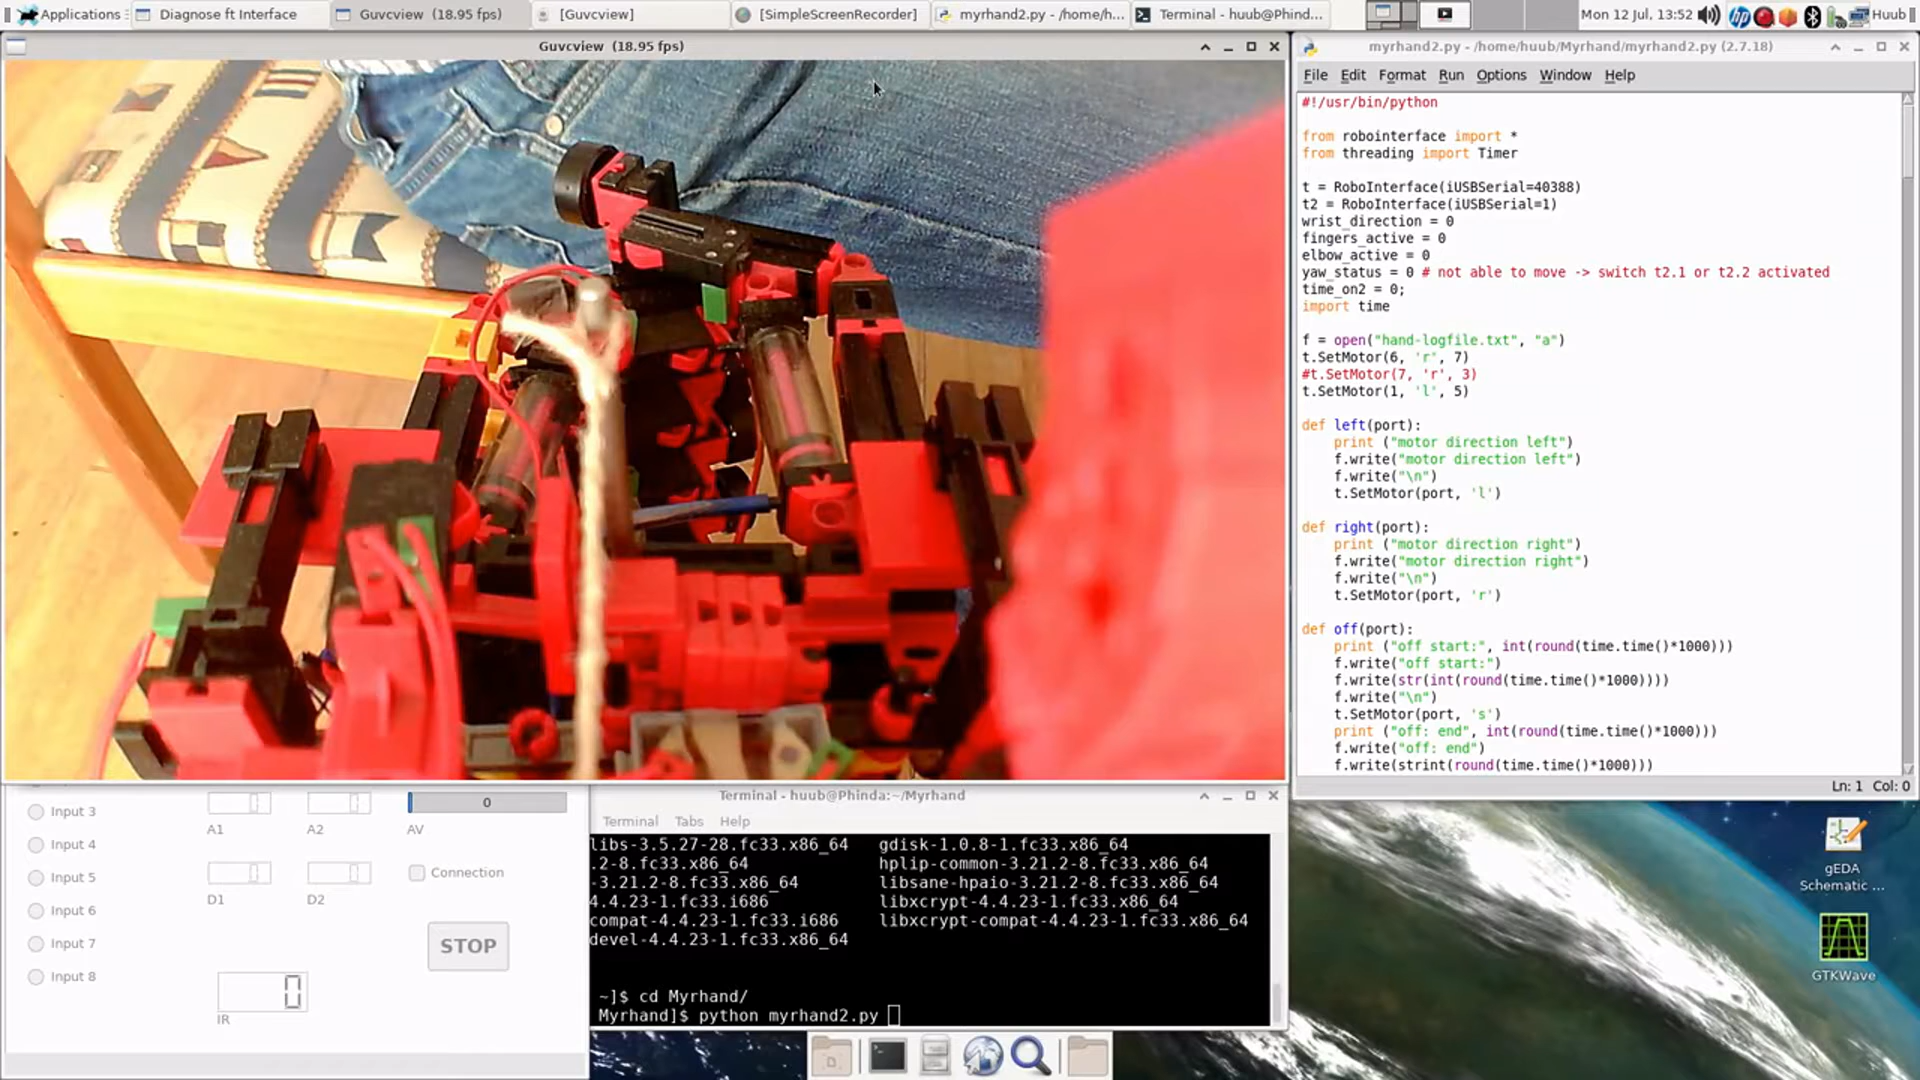 Applications
Diagnose ft Interface
Guvcview (18.95 fps)
[Guvcview]
[SimpleScreenRecorder]
myrhand2.py - /home/h...
Terminal - huub@Phind...
Mon 12 Jul, 13:52
Huub
Guvcview (18.95 fps)
myrhand2.py - /home/huub/Myrhand/myrhand2.py (2.7.18)
File Edit Format Run Options Window Help
#!/usr/bin/python
from robointerface import *
from threading import Timer
t = RoboInterface(iUSBSerial=40388)
t2 = RoboInterface(iUSBSerial=1)
wrist_direction = 0
fingers_active = 0
elbow_active = 0
yaw_status = 0 # not able to move -> switch t2.1 or t2.2 activated
time_on2 = 0;
import time
f = open("hand-logfile.txt", "a")
t.SetMotor(6, 'r', 7)
#t.SetMotor(7, 'r', 3)
t.SetMotor(1, 'l', 5)
def left(port):
print ("motor direction left")
f.write("motor direction left")
f.write("\n")
t.SetMotor(port, 'l')
def right(port):
print ("motor direction right")
f.write("motor direction right")
f.write("\n")
t.SetMotor(port, 'r')
def off(port):
print ("off start:", int(round(time.time()*1000)))
f.write("off start:")
f.write(str(int(round(time.time()*1000))))
f.write("\n")
t.SetMotor(port, 's')
print ("off: end", int(round(time.time()*1000)))
f.write("off: end")
f.write(strint(round(time.time()*1000)))
Ln: 1 Col: 0
Input 3
Input 4
Input 5
Input 6
Input 7
Input 8
A1 A2 AV
0
D1 D2
Connection
STOP
0
IR
Terminal - huub@Phinda:~/Myrhand
Terminal Tabs Help
libs-3.5.27-28.fc33.x86_64 gdisk-1.0.8-1.fc33.x86_64
.2-8.fc33.x86_64 hplip-common-3.21.2-8.fc33.x86_64
-3.21.2-8.fc33.x86_64 libsane-hpaio-3.21.2-8.fc33.x86_64
4.4.23-1.fc33.i686 libxcrypt-4.4.23-1.fc33.x86_64
compat-4.4.23-1.fc33.i686 libxcrypt-compat-4.4.23-1.fc33.x86_64
devel-4.4.23-1.fc33.x86_64
~]$ cd Myrhand/
Myrhand]$ python myrhand2.py
gEDA
Schematic ...
GTKWave